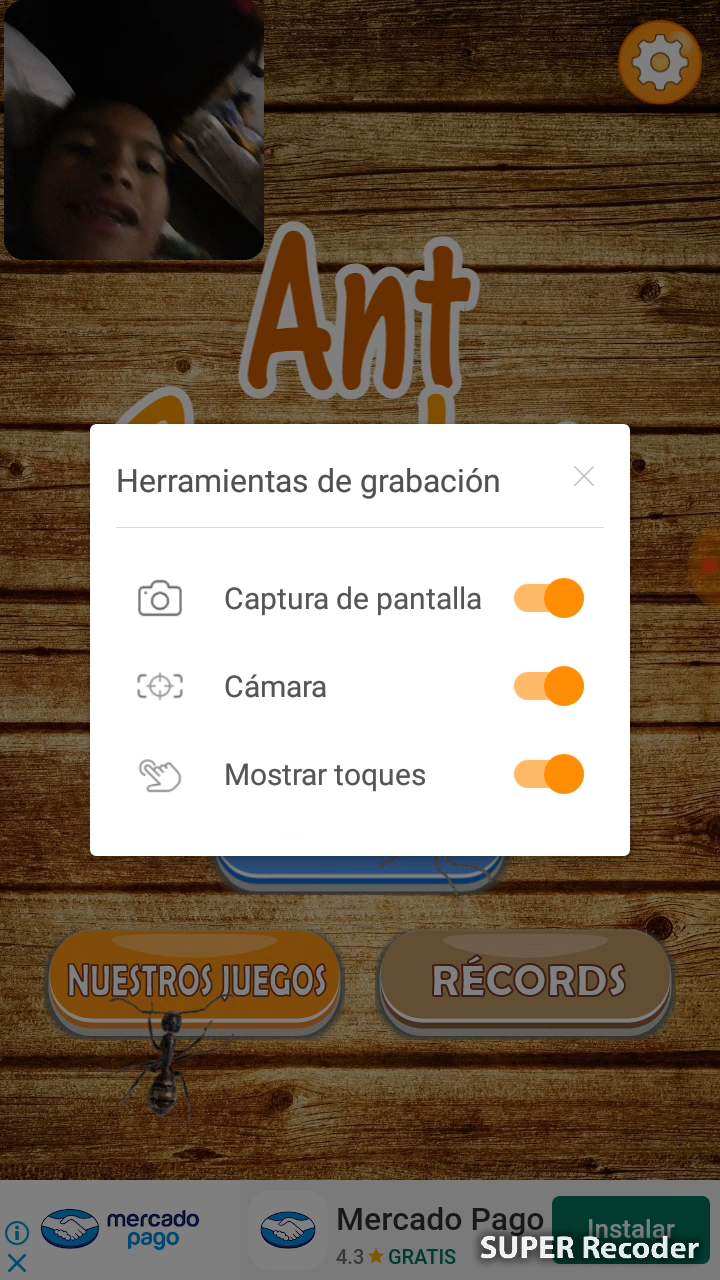 Ant
Herramientas de grabación
Captura de pantalla
Cámara
Mostrar toques
NUESTROS JUEGOS
RÉCORDS
mercado
pago
Mercado Pago
Instalar
4.3 GRATIS
SUPER Recoder